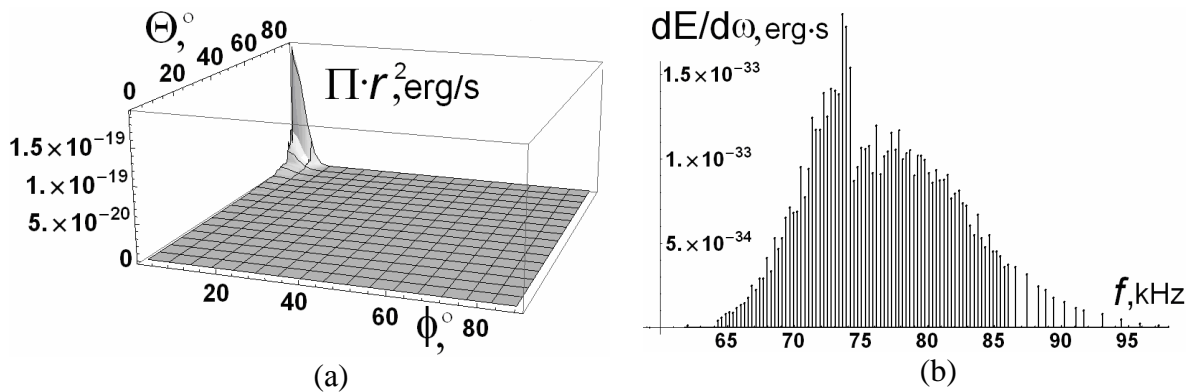 Θ,°
0 20 40 60 80
Π·r²,erg/s
1.5×10⁻¹⁹
1.×10⁻¹⁹
5.×10⁻²⁰
0
20 40 60 80
ϕ,°
(a)
dE/dω,erg·s
1.5×10⁻³³
1.×10⁻³³
5.×10⁻³⁴
f,kHz
65 70 75 80 85 90 95
(b)